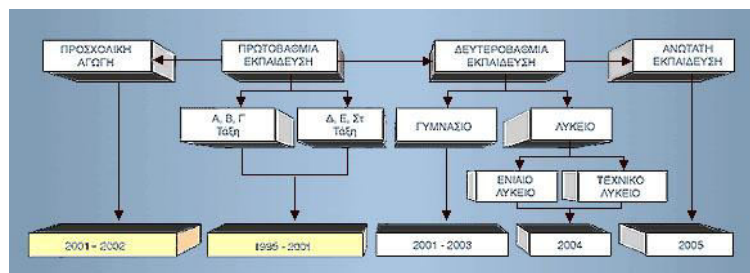 ΠΡΟΣΧΟΛΙΚΗ
ΑΓΩΓΗ
ΠΡΩΤΟΒΑΘΜΙΑ
ΕΚΠΑΙΔΕΥΣΗ
ΔΕΥΤΕΡΟΒΑΘΜΙΑ
ΕΚΠΑΙΔΕΥΣΗ
ΑΝΩΤΑΤΗ
ΕΚΠΑΙΔΕΥΣΗ
Α, Β, Γ
Τάξη
Δ, Ε, Στ
Τάξη
ΓΥΜΝΑΣΙΟ
ΛΥΚΕΙΟ
ΕΝΙΑΙΟ
ΛΥΚΕΙΟ
ΤΕΧΝΙΚΟ
ΛΥΚΕΙΟ
2001 - 2002
1995 - 2001
2001 - 2003
2004
2005